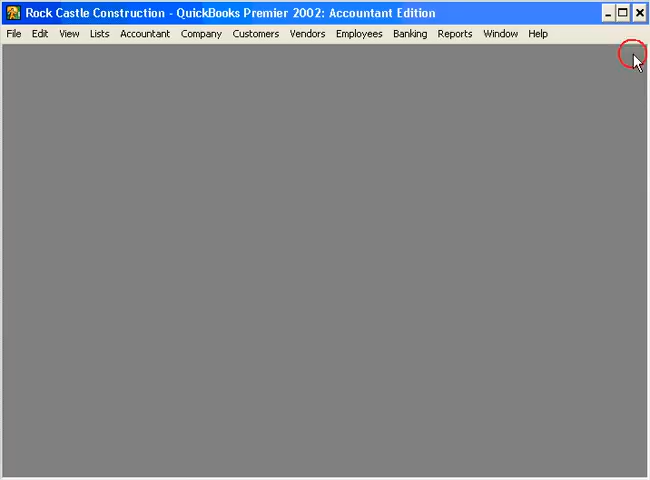 Rock Castle Construction - QuickBooks Premier 2002: Accountant Edition
File Edit View Lists Accountant Company Customers Vendors Employees Banking Reports Window Help